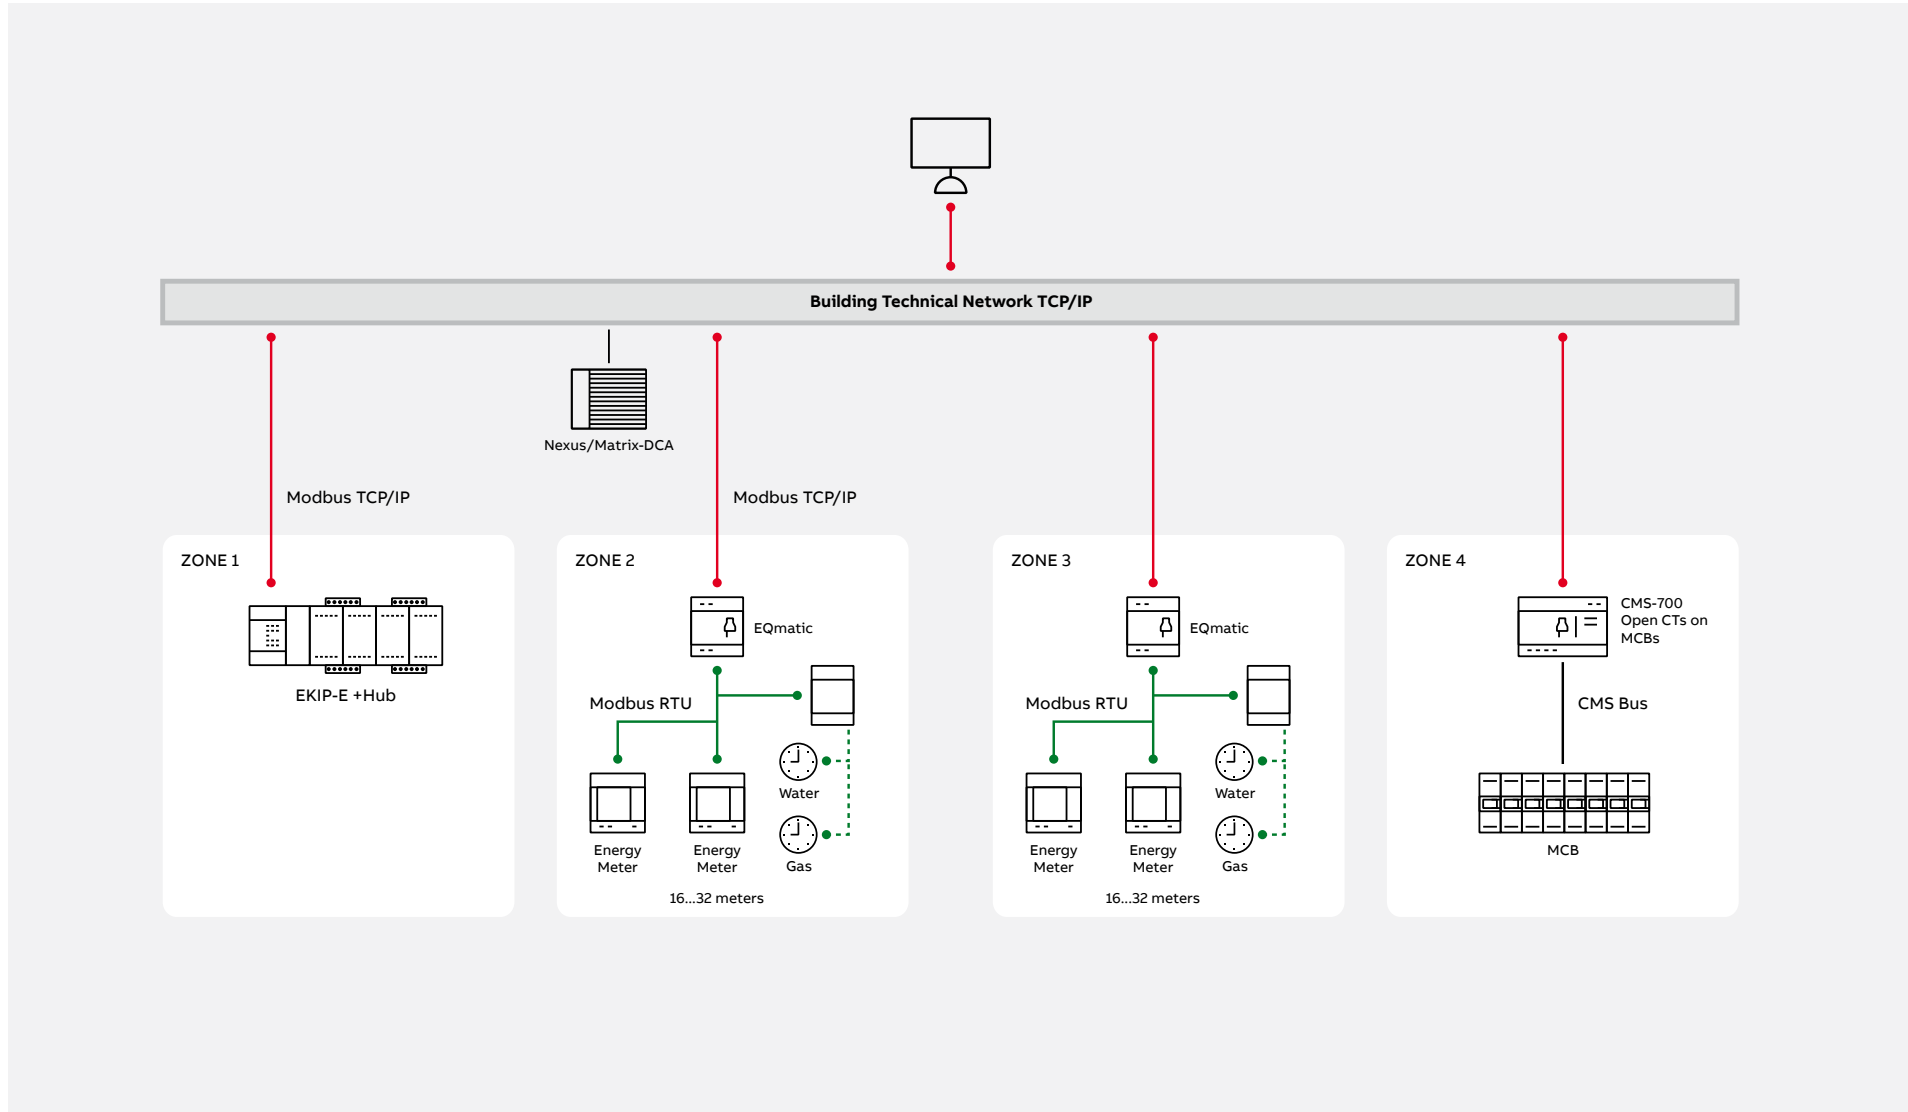 Building Technical Network TCP/IP
Nexus/Matrix-DCA
Modbus TCP/IP
Modbus TCP/IP
ZONE 1
EKIP-E +Hub
ZONE 2
EQmatic
Modbus RTU
Water
Gas
Energy
Meter
Energy
Meter
16...32 meters
ZONE 3
EQmatic
Modbus RTU
Water
Gas
Energy
Meter
Energy
Meter
16...32 meters
ZONE 4
CMS-700
Open CTs on
MCBs
CMS Bus
MCB